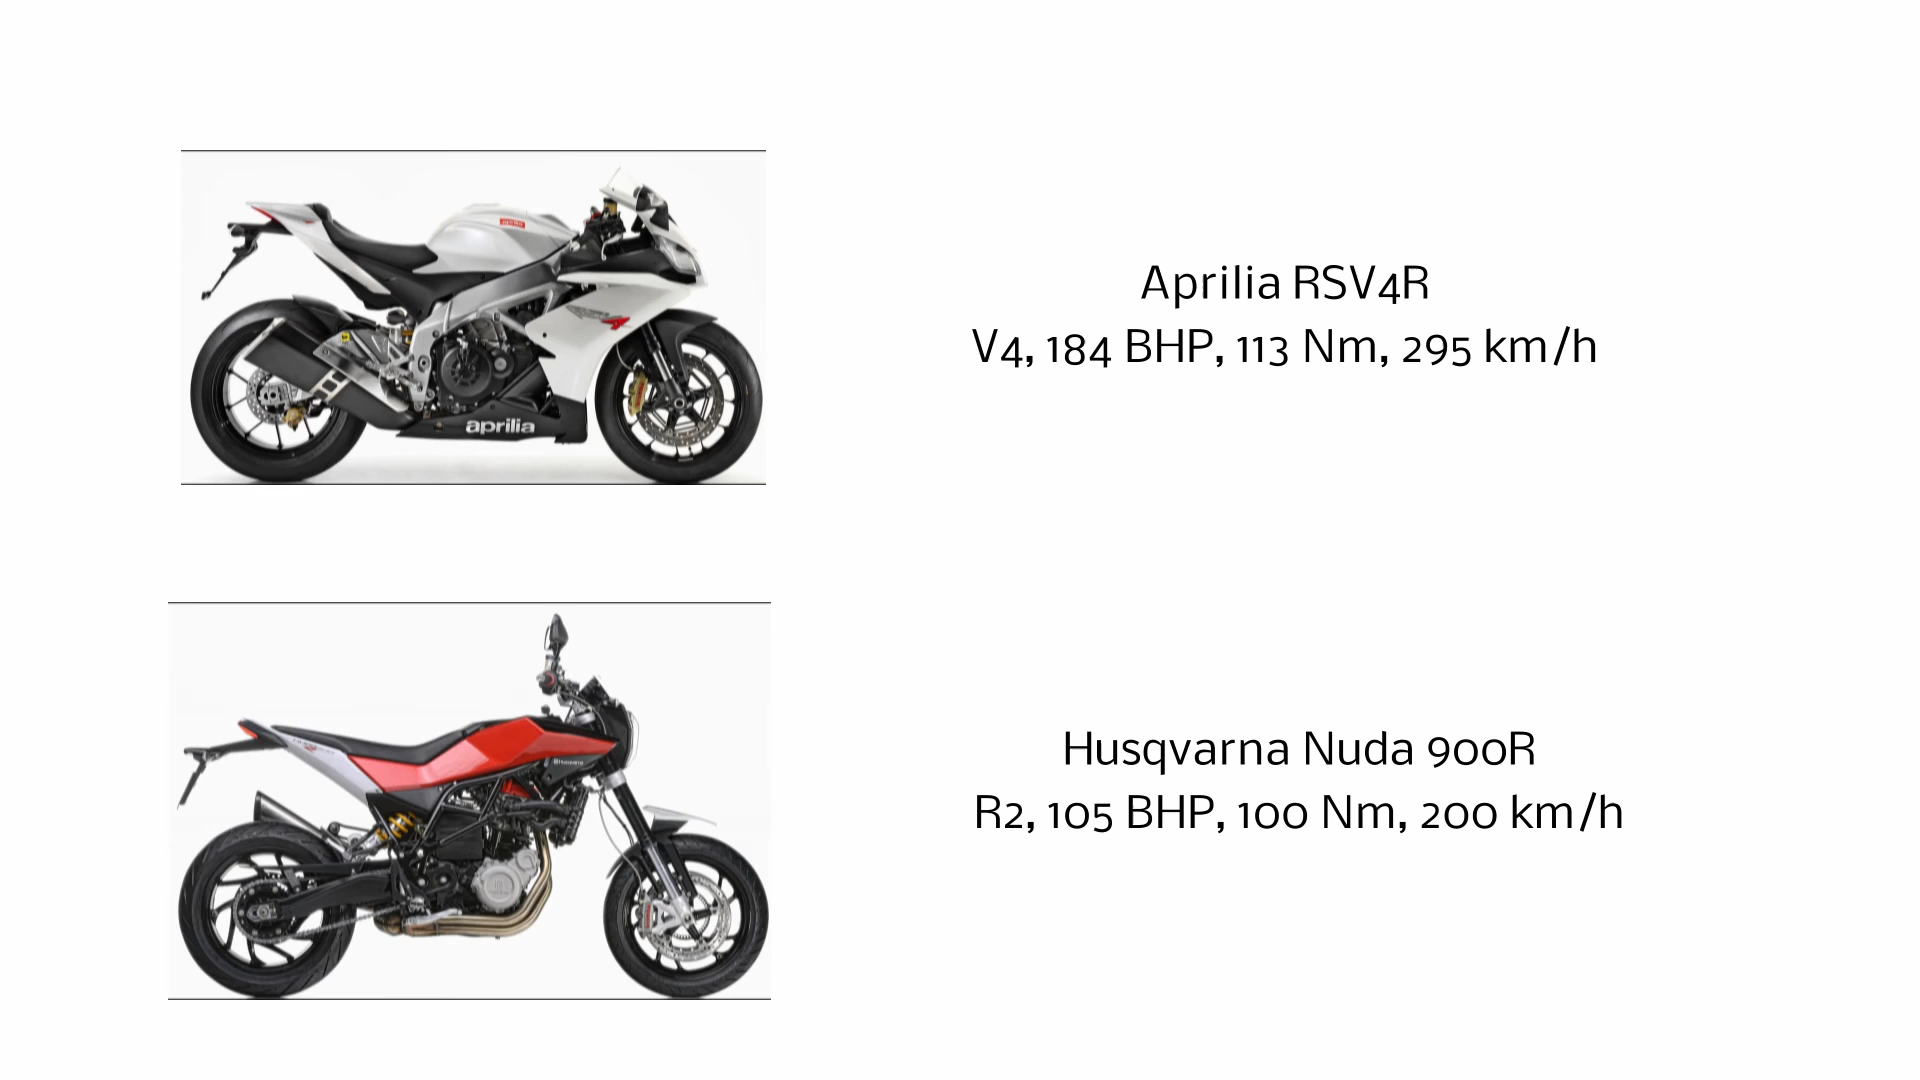 aprilia
Aprilia RSV4R
V4, 184 BHP, 113 Nm, 295 km/h
Husqvarna Nuda 900R
R2, 105 BHP, 100 Nm, 200 km/h